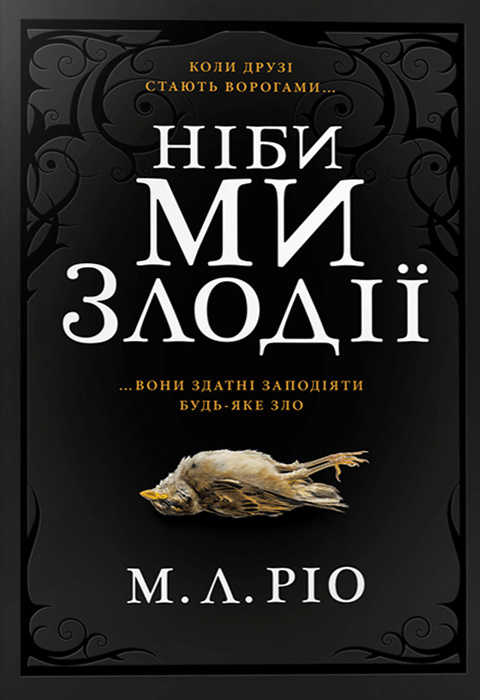 КОЛИ ДРУЗІ
СТАЮТЬ ВОРОГАМИ...
НІБИ
МИ
ЗЛОДІЇ
...ВОНИ ЗДАТНІ ЗАПОДІЯТИ
БУДЬ-ЯКЕ ЗЛО
М. Л. РІО